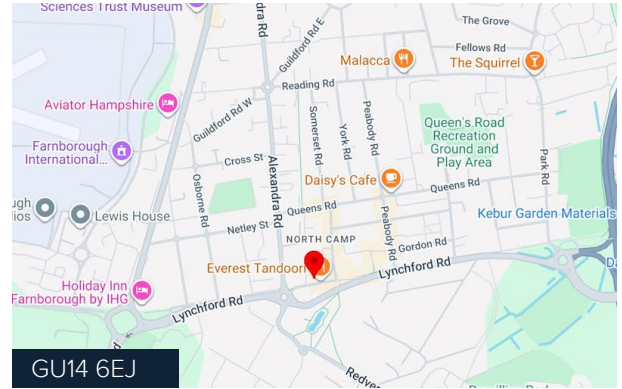 Sciences Trust Museum
The Grove
Fellows Rd
Malacca
The Squirrel
Alexandra Rd
Guildford Rd E
Reading Rd
Aviator Hampshire
Guildford Rd W
Somerset Rd
York Rd
Peabody Rd
Queen's Road
Recreation
Ground and
Play Area
Park Rd
Farnborough
International...
Cross St
Alexandra Rd
Daisy's Cafe
Osborne Rd
Queens Rd
Lewis House
Queens Rd
Peabody Rd
Kebur Garden Materials
Netley St
NORTH CAMP
Gordon Rd
Everest Tandoori
Lynchford Rd
Holiday Inn
Farnborough by IHG
Lynchford Rd
GU14 6EJ